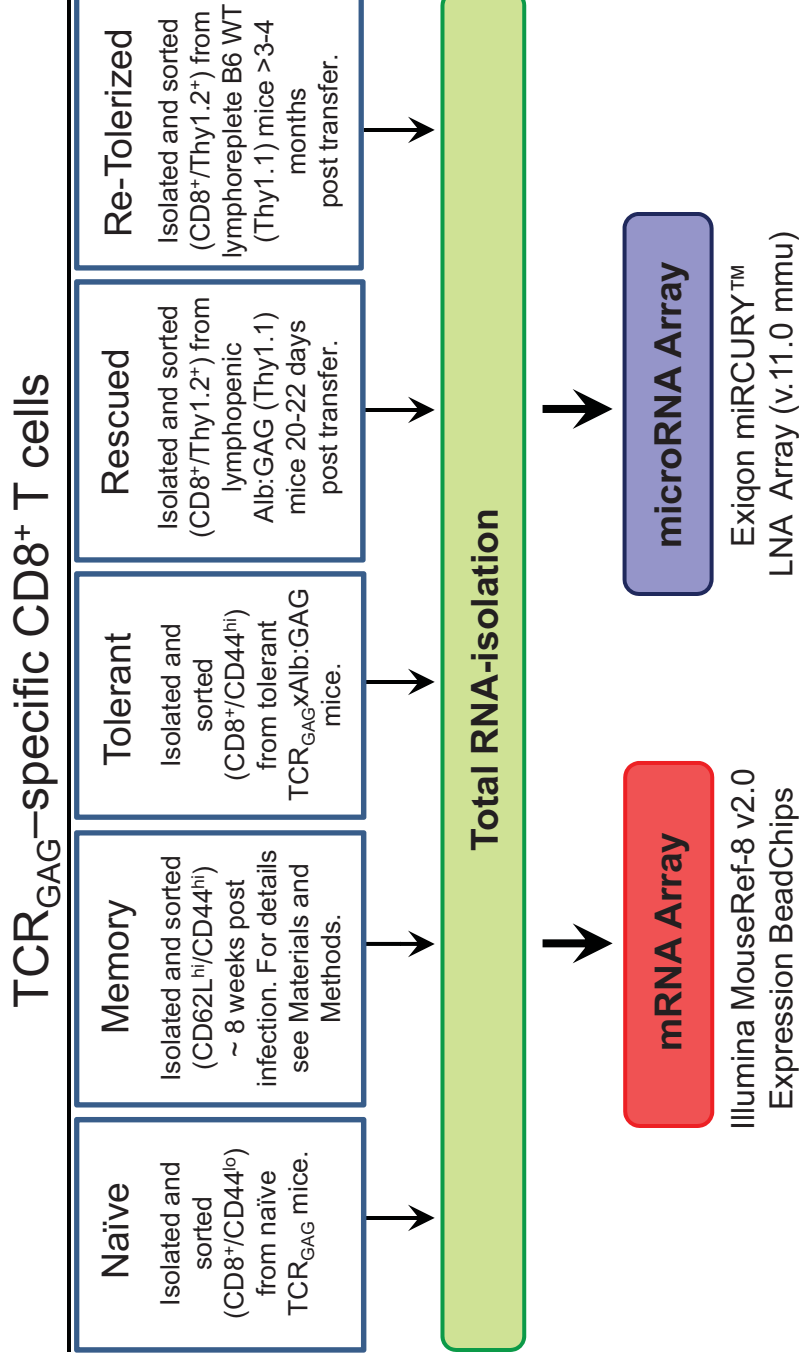 TCR_GAG–specific CD8⁺ T cells
Naïve
Isolated and
sorted
(CD8⁺/CD44ˡᵒ)
from naïve
TCR_GAG mice.
Memory
Isolated and sorted
(CD62Lʰⁱ/CD44ʰⁱ)
~ 8 weeks post
infection. For details
see Materials and
Methods.
Tolerant
Isolated and
sorted
(CD8⁺/CD44ʰⁱ)
from tolerant
TCR_GAGxAlb:GAG
mice.
Rescued
Isolated and sorted
(CD8⁺/Thy1.2⁺) from
lymphopenic
Alb:GAG (Thy1.1)
mice 20-22 days
post transfer.
Re-Tolerized
Isolated and sorted
(CD8⁺/Thy1.2⁺) from
lymphoreplete B6 WT
(Thy1.1) mice >3-4
months
post transfer.
Total RNA-isolation
mRNA Array
Illumina MouseRef-8 v2.0
Expression BeadChips
microRNA Array
Exiqon miRCURY™
LNA Array (v.11.0 mmu)